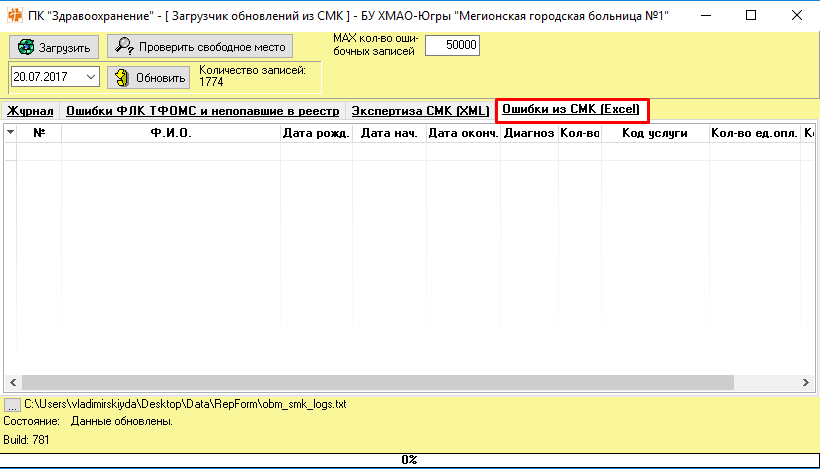 ПК "Здравоохранение" - [ Загрузчик обновлений из СМК ] - БУ ХМАО-Югры "Мегионская городская больница №1"
Загрузить
Проверить свободное место
MAX кол-во оши-
бочных записей
50000
20.07.2017
Обновить
Количество записей:
1774
Журнал
Ошибки ФЛК ТФОМС и непопавшие в реестр
Экспертиза СМК (XML)
Ошибки из СМК (Excel)
№ Ф.И.О. Дата рожд. Дата нач. Дата оконч. Диагноз Кол-во Код услуги Кол-во ед.опл.
... C:\Users\vladimirskiyda\Desktop\Data\RepForm\obm_smk_logs.txt
Состояние: Данные обновлены.
Build: 781
0%